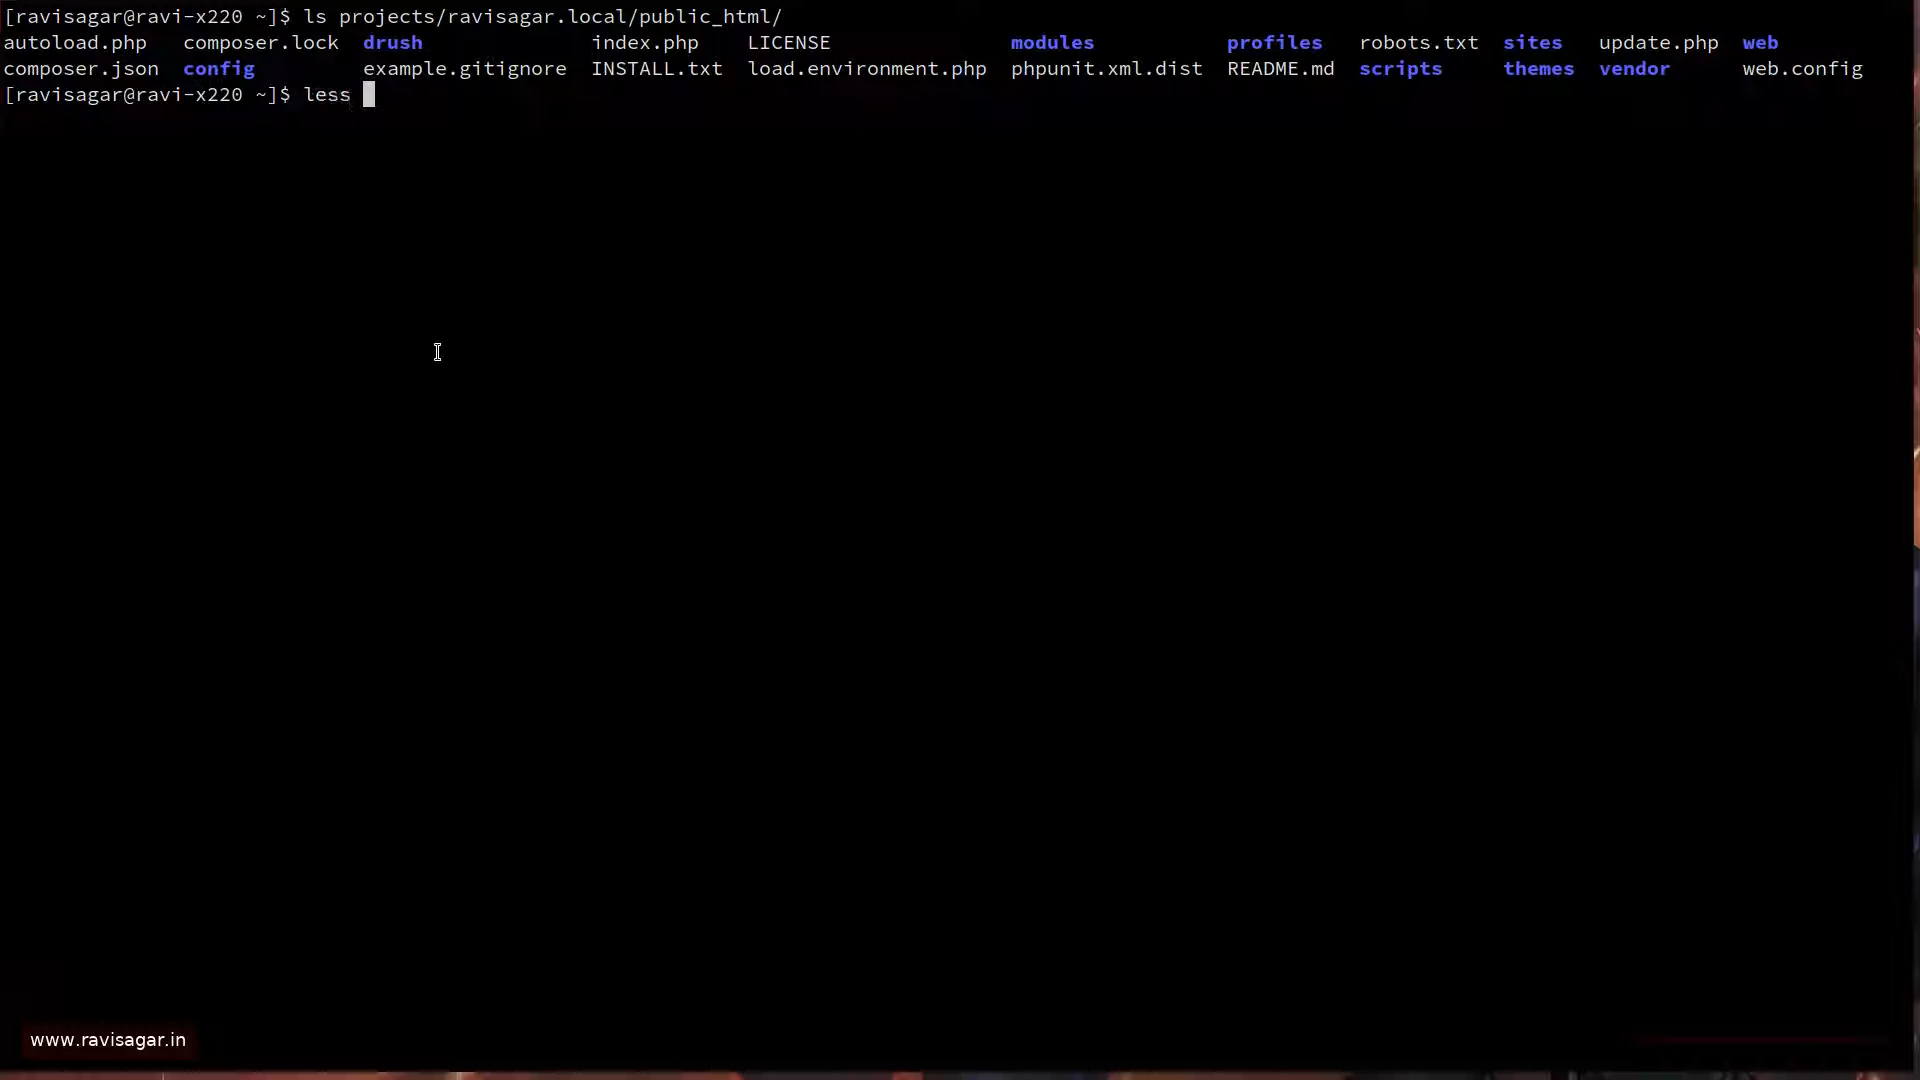 [ravisagar@ravi-x220 ~]$ ls projects/ravisagar.local/public_html/
autoload.php composer.lock drush index.php LICENSE modules profiles robots.txt sites update.php web
composer.json config example.gitignore INSTALL.txt load.environment.php phpunit.xml.dist README.md scripts themes vendor web.config
[ravisagar@ravi-x220 ~]$ less
www.ravisagar.in